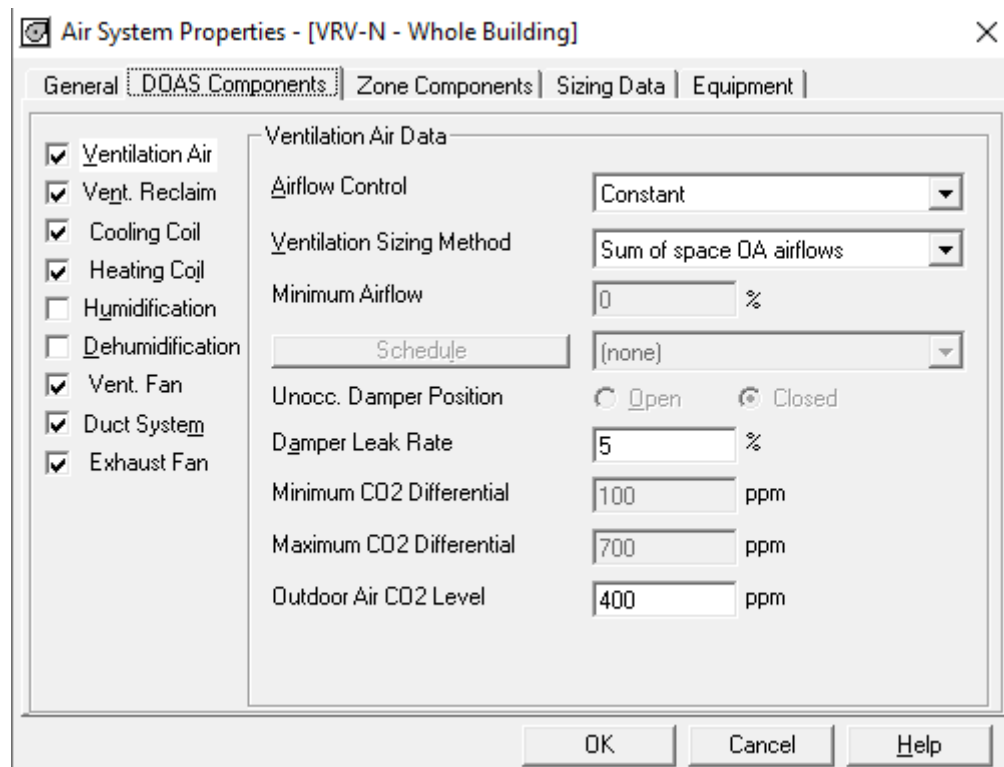 Air System Properties - [VRV-N - Whole Building]
General DOAS Components Zone Components Sizing Data Equipment
Ventilation Air
Vent. Reclaim
Cooling Coil
Heating Coil
Humidification
Dehumidification
Vent. Fan
Duct System
Exhaust Fan
Ventilation Air Data
Airflow Control Constant
Ventilation Sizing Method Sum of space OA airflows
Minimum Airflow 0 %
Schedule (none)
Unocc. Damper Position Open Closed
Damper Leak Rate 5 %
Minimum CO2 Differential 100 ppm
Maximum CO2 Differential 700 ppm
Outdoor Air CO2 Level 400 ppm
OK Cancel Help